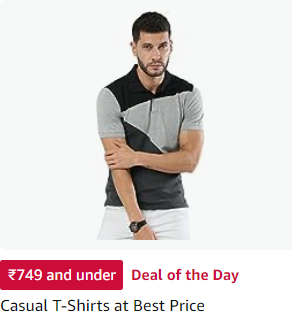 ₹749 and under Deal of the Day
Casual T-Shirts at Best Price